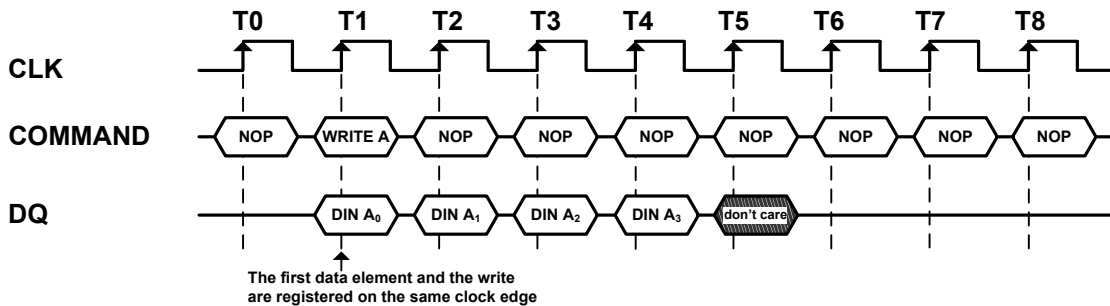 T0 T1 T2 T3 T4 T5 T6 T7 T8
CLK
COMMAND NOP WRITE A NOP NOP NOP NOP NOP NOP NOP
DQ DIN A₀ DIN A₁ DIN A₂ DIN A₃ don't care
The first data element and the write
are registered on the same clock edge